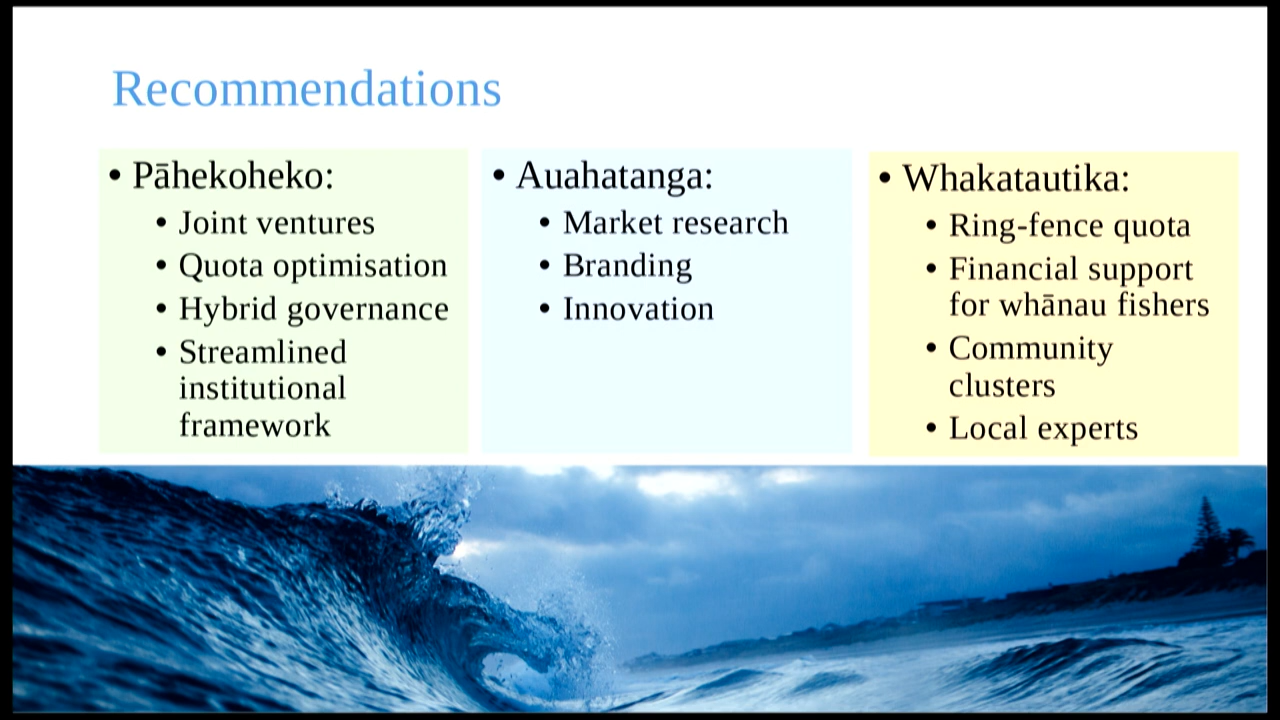 Recommendations
• Pāhekoheko:
• Joint ventures
• Quota optimisation
• Hybrid governance
• Streamlined
institutional
framework
• Auahatanga:
• Market research
• Branding
• Innovation
• Whakatautika:
• Ring-fence quota
• Financial support
for whānau fishers
• Community
clusters
• Local experts